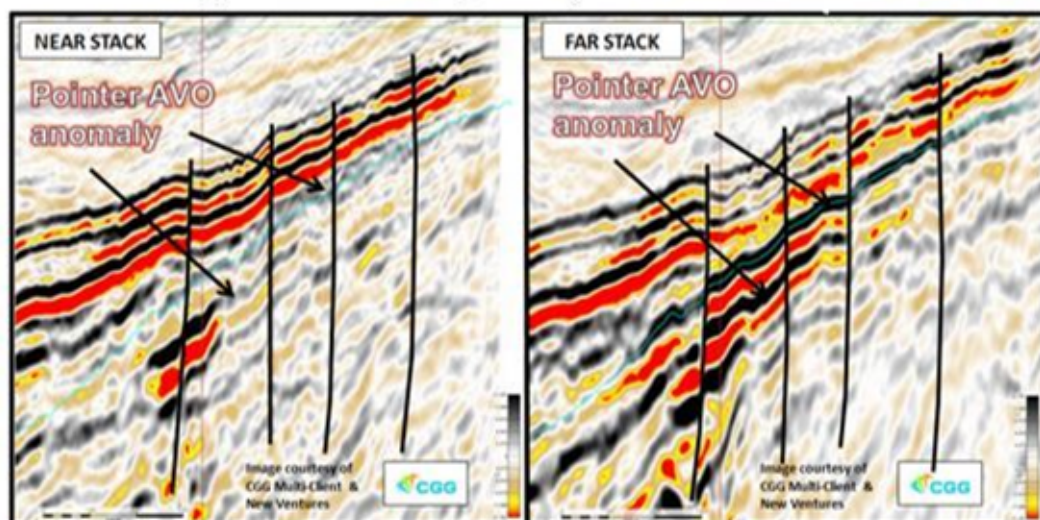 NEAR STACK
Pointer AVO
anomaly
Image courtesy of
CGG Multi-Client &
New Ventures
CGG
FAR STACK
Pointer AVO
anomaly
Image courtesy of
CGG Multi-Client &
New Ventures
CGG